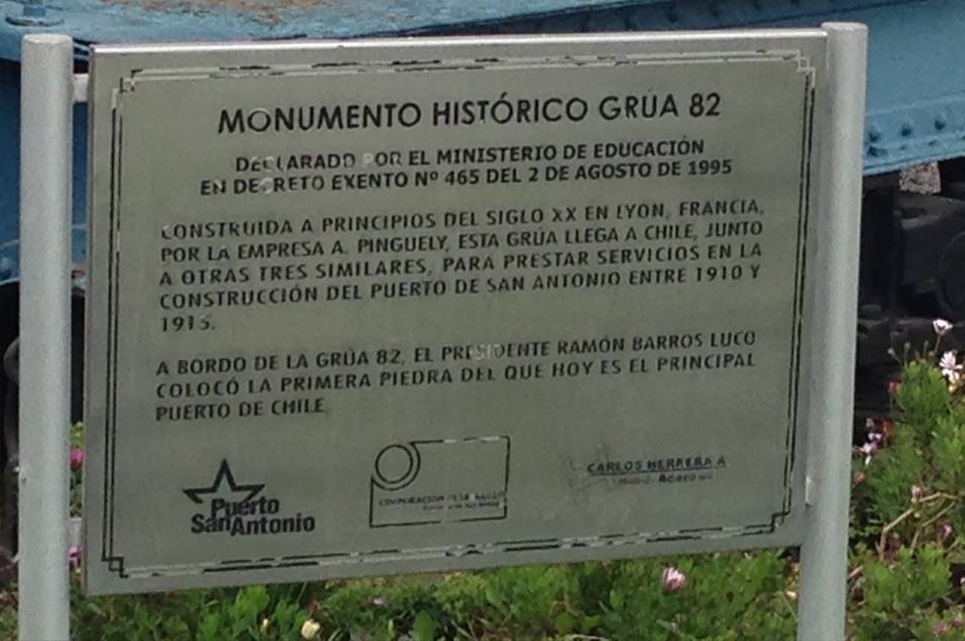 MONUMENTO HISTÓRICO GRÚA 82
DECLARADO POR EL MINISTERIO DE EDUCACIÓN
EN DECRETO EXENTO Nº 465 DEL 2 DE AGOSTO DE 1995
CONSTRUIDA A PRINCIPIOS DEL SIGLO XX EN LYON, FRANCIA,
POR LA EMPRESA A. PINGUELY, ESTA GRÚA LLEGA A CHILE, JUNTO
A OTRAS TRES SIMILARES, PARA PRESTAR SERVICIOS EN LA
CONSTRUCCIÓN DEL PUERTO DE SAN ANTONIO ENTRE 1910 Y
1915.
A BORDO DE LA GRÚA 82, EL PRESIDENTE RAMÓN BARROS LUCO
COLOCÓ LA PRIMERA PIEDRA DEL QUE HOY ES EL PRINCIPAL
PUERTO DE CHILE
Puerto
SanAntonio
CORPORACION
CARLOS HERRERA A